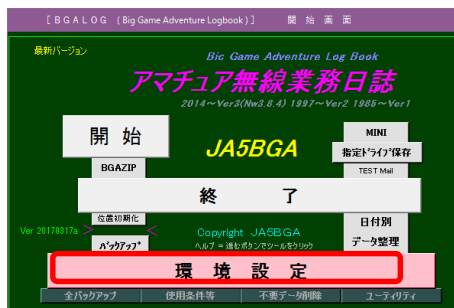 [BGALOG (Big Game Adventure Logbook)] 開 始 画 面
最新バージョン
Bic Game Adventure Log Book
アマチュア無線業務日誌
2014~Ver3(Nw3.8.4) 1997~Ver2 1985~Ver1
開 始
JA5BGA
MINI
指定ドライブ保存
BGAZIP
TEST Mail
終 了
位置初期化
日付別
データ整理
Ver 20170817a > >
Copyright JA5BGA
バックアップ
ヘルプ = 進むボタンでツールをクリック
環 境 設 定
全バックアップ 使用条件等 不要データ削除 ユーティリティ